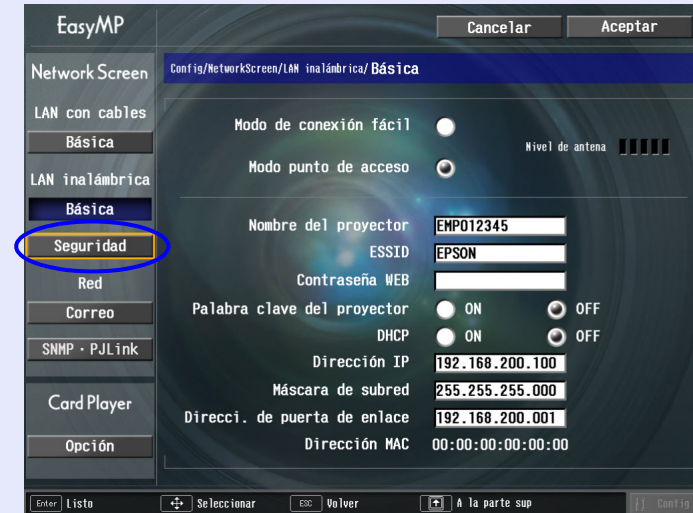 EasyMP
Cancelar
Aceptar
Network Screen
Config/NetworkScreen/LAN inalámbrica/Básica
LAN con cables
Básica
LAN inalámbrica
Básica
Seguridad
Red
Correo
SNMP · PJLink
Card Player
Opción
Modo de conexión fácil
Nivel de antena
Modo punto de acceso
Nombre del proyector EMP012345
ESSID EPSON
Contraseña WEB
Palabra clave del proyector ON OFF
DHCP ON OFF
Dirección IP 192.168.200.100
Máscara de subred 255.255.255.000
Direcci. de puerta de enlace 192.168.200.001
Dirección MAC 00:00:00:00:00:00
Enter Listo Seleccionar ESC Volver A la parte sup Config